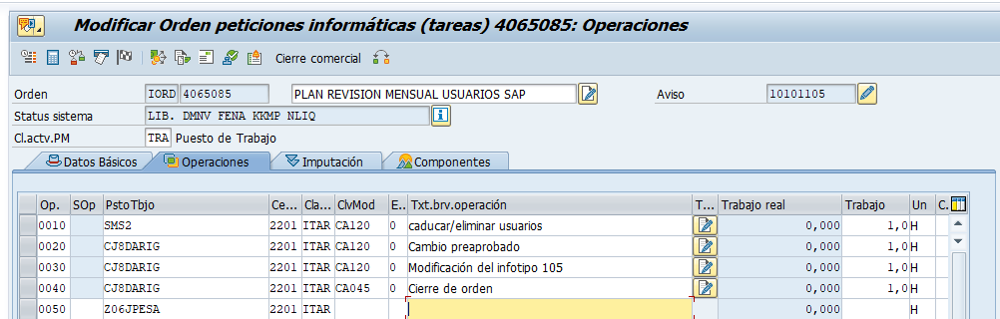 Modificar Orden peticiones informáticas (tareas) 4065085: Operaciones
Cierre comercial
Orden IORD 4065085 PLAN REVISION MENSUAL USUARIOS SAP Aviso 10101105
Status sistema LIB. DMNV FENA KKMP NLIQ
Cl.actv.PM TRA Puesto de Trabajo
Datos Básicos Operaciones Imputación Componentes
Op. SOp PstoTbjo Ce... Cla... ClvMod E... Txt.brv.operación T... Trabajo real Trabajo Un C.
0010 SMS2 2201 ITAR CA120 0 caducar/eliminar usuarios 0,000 1,0 H
0020 CJ8DARIG 2201 ITAR CA120 0 Cambio preaprobado 0,000 1,0 H
0030 CJ8DARIG 2201 ITAR CA120 0 Modificación del infotipo 105 0,000 1,0 H
0040 CJ8DARIG 2201 ITAR CA045 0 Cierre de orden 0,000 1,0 H
0050 Z06JPESA 2201 ITAR 0,000 H